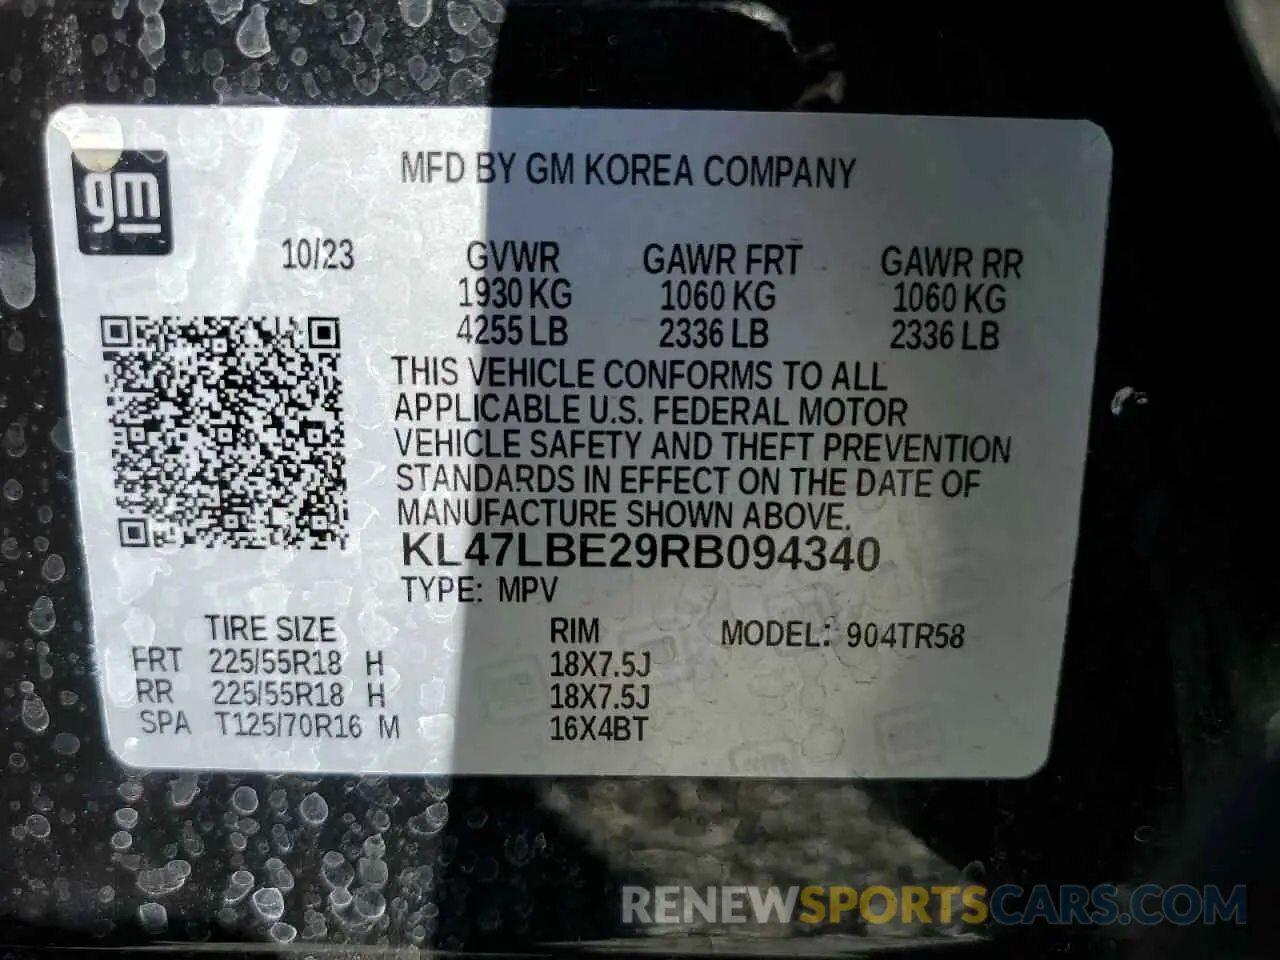 gm
MFD BY GM KOREA COMPANY
10/23
GVWR GAWR FRT GAWR RR
1930 KG 1060 KG 1060 KG
4255 LB 2336 LB 2336 LB
THIS VEHICLE CONFORMS TO ALL
APPLICABLE U.S. FEDERAL MOTOR
VEHICLE SAFETY AND THEFT PREVENTION
STANDARDS IN EFFECT ON THE DATE OF
MANUFACTURE SHOWN ABOVE.
KL47LBE29RB094340
TYPE: MPV
TIRE SIZE RIM MODEL: 904TR58
FRT 225/55R18 H 18X7.5J
RR 225/55R18 H 18X7.5J
SPA T125/70R16 M 16X4BT
RENEWSPORTSCARS.COM